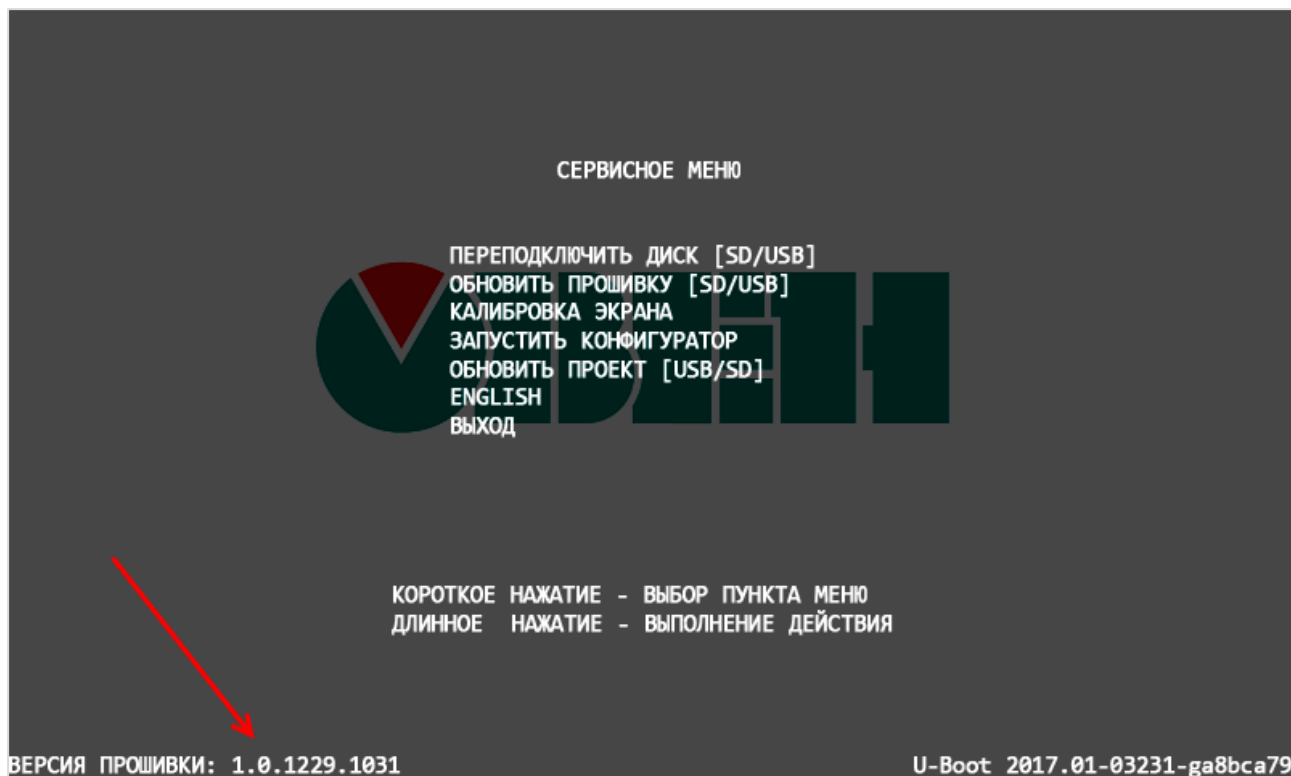 СЕРВИСНОЕ МЕНЮ
ПЕРЕПОДКЛЮЧИТЬ ДИСК [SD/USB]
ОБНОВИТЬ ПРОШИВКУ [SD/USB]
КАЛИБРОВКА ЭКРАНА
ЗАПУСТИТЬ КОНФИГУРАТОР
ОБНОВИТЬ ПРОЕКТ [USB/SD]
ENGLISH
ВЫХОД
ОВЕН
КОРОТКОЕ НАЖАТИЕ - ВЫБОР ПУНКТА МЕНЮ
ДЛИННОЕ НАЖАТИЕ - ВЫПОЛНЕНИЕ ДЕЙСТВИЯ
ВЕРСИЯ ПРОШИВКИ: 1.0.1229.1031
U-Boot 2017.01-03231-ga8bca79